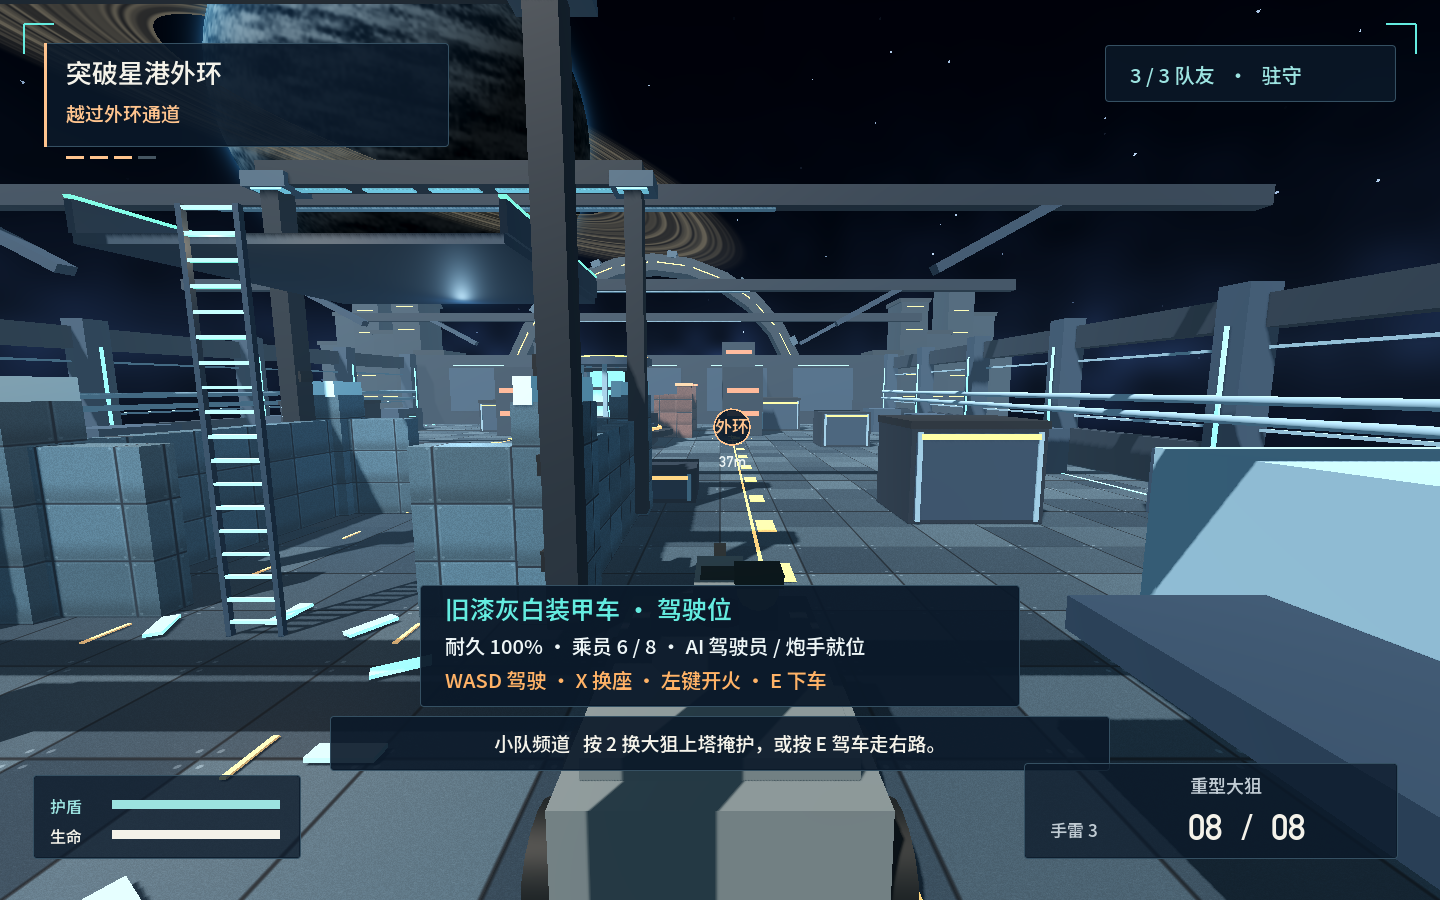 突破星港外环
越过外环通道
3 / 3 队友 • 驻守
外环
37m
旧漆灰白装甲车 • 驾驶位
耐久 100% • 乘员 6 / 8 • AI 驾驶员 / 炮手就位
WASD 驾驶 • X 换座 • 左键开火 • E 下车
小队频道 按 2 换大狙上塔掩护，或按 E 驾车走右路。
护盾
生命
重型大狙
手雷 3
08 / 08